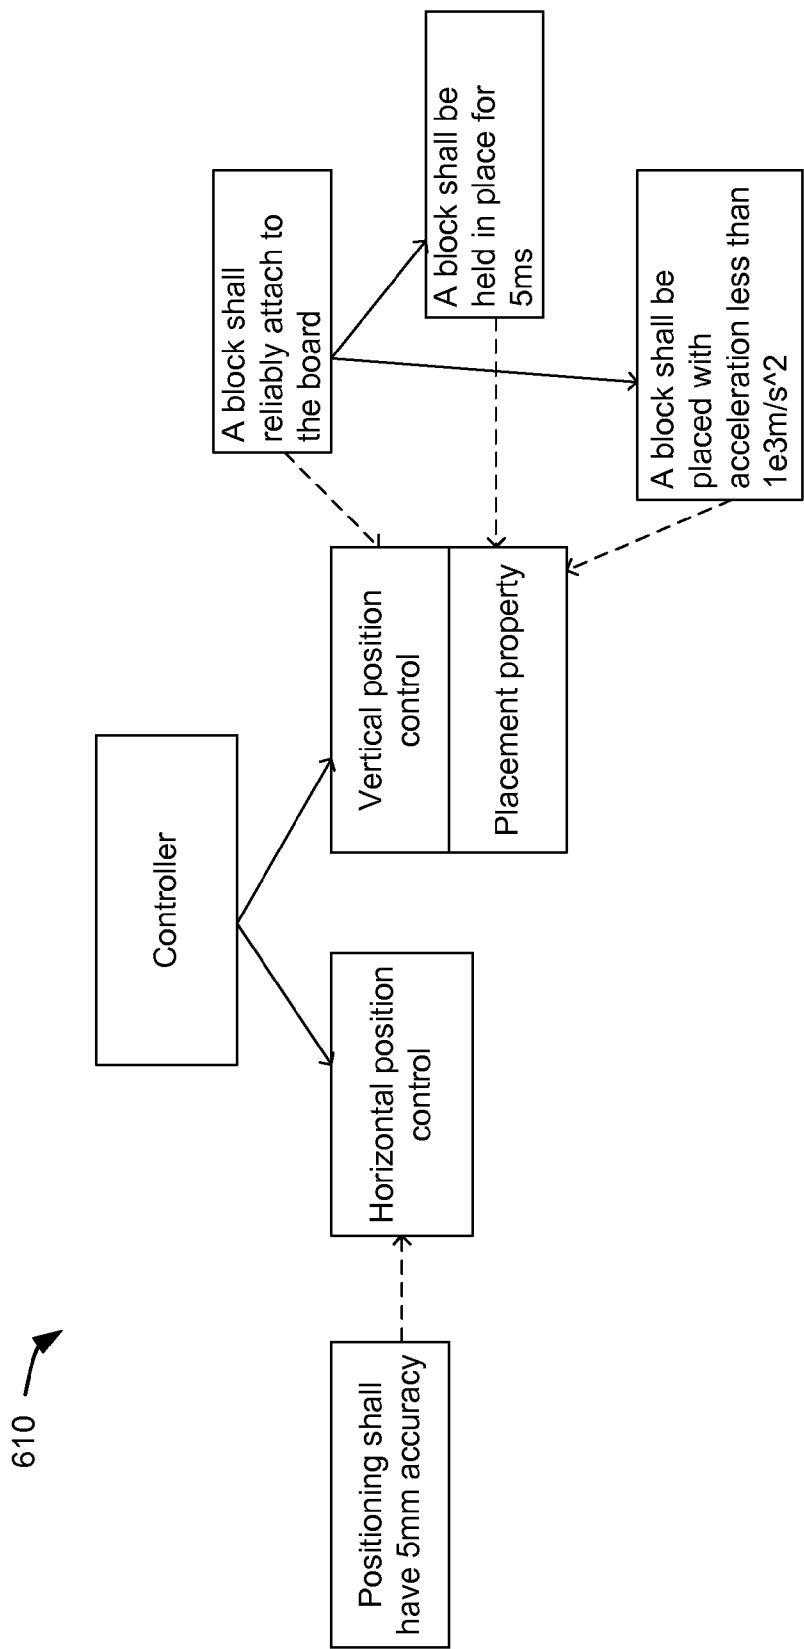 610
Controller
Positioning shall
have 5mm accuracy
Horizontal position
control
Vertical position
control
Placement property
A block shall
reliably attach to
the board
A block shall be
held in place for
5ms
A block shall be
placed with
acceleration less than
1e3m/s^2